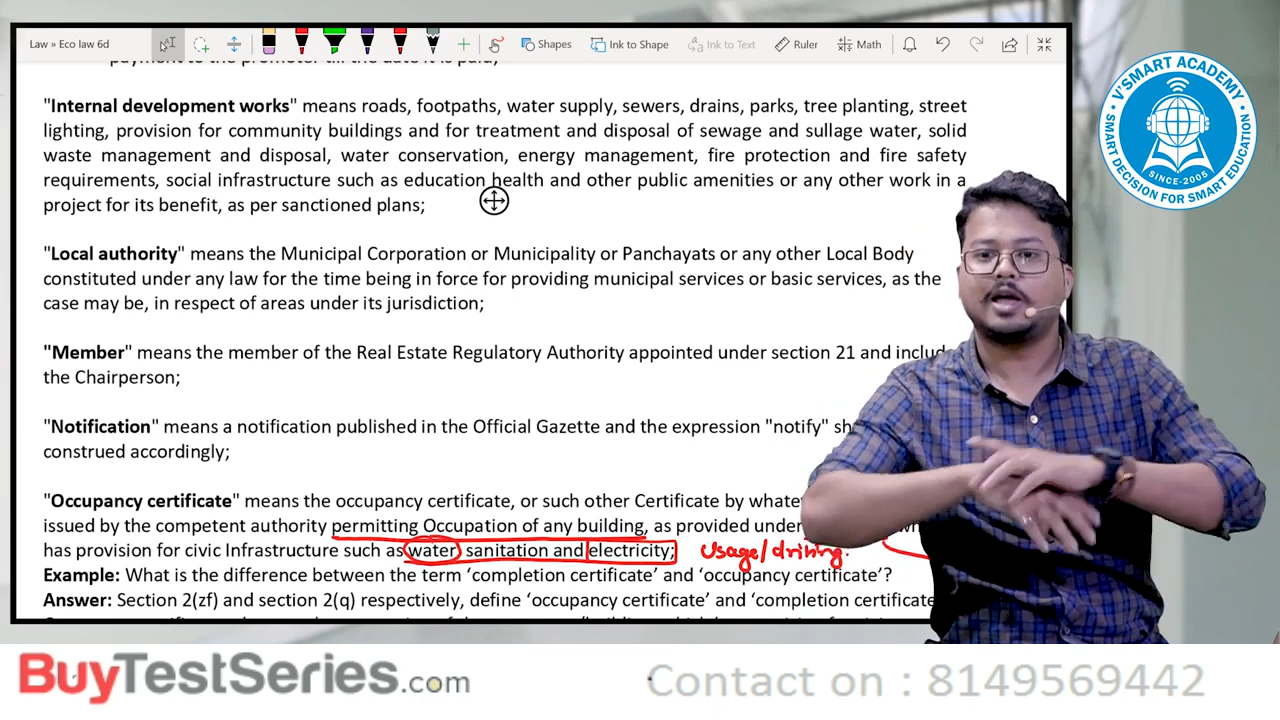 Law » Eco law 6d
Shapes
Ink to Shape
Ink to Text
Ruler
Math
payment to the promoter till the date it is paid;
"Internal development works" means roads, footpaths, water supply, sewers, drains, parks, tree planting, street
lighting, provision for community buildings and for treatment and disposal of sewage and sullage water, solid
waste management and disposal, water conservation, energy management, fire protection and fire safety
requirements, social infrastructure such as education health and other public amenities or any other work in a
project for its benefit, as per sanctioned plans;
"Local authority" means the Municipal Corporation or Municipality or Panchayats or any other Local Body
constituted under any law for the time being in force for providing municipal services or basic services, as the
case may be, in respect of areas under its jurisdiction;
"Member" means the member of the Real Estate Regulatory Authority appointed under section 21 and includ
the Chairperson;
"Notification" means a notification published in the Official Gazette and the expression "notify" sh
construed accordingly;
"Occupancy certificate" means the occupancy certificate, or such other Certificate by whate
issued by the competent authority permitting Occupation of any building, as provided under
has provision for civic Infrastructure such as water, sanitation and electricity; Usage/drinking.
Example: What is the difference between the term ‘completion certificate’ and ‘occupancy certificate’?
Answer: Section 2(zf) and section 2(q) respectively, define ‘occupancy certificate’ and ‘completion certificate
V'SMART ACADEMY
SINCE-2005
SMART DECISION FOR SMART EDUCATION
BuyTestSeries.com
Contact on : 8149569442